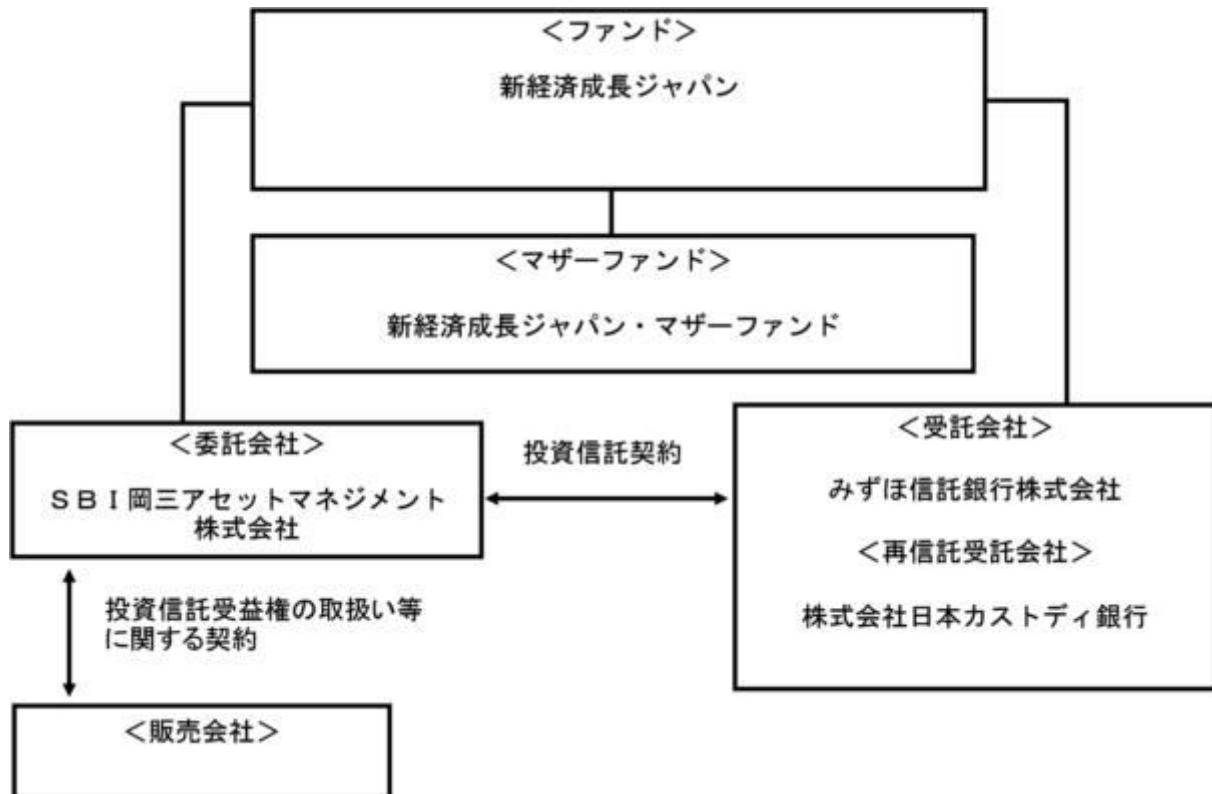 ＜ファンド＞
新経済成長ジャパン
＜マザーファンド＞
新経済成長ジャパン・マザーファンド
＜委託会社＞
ＳＢＩ岡三アセットマネジメント
株式会社
投資信託契約
＜受託会社＞
みずほ信託銀行株式会社
＜再信託受託会社＞
株式会社日本カストディ銀行
投資信託受益権の取扱い等
に関する契約
＜販売会社＞